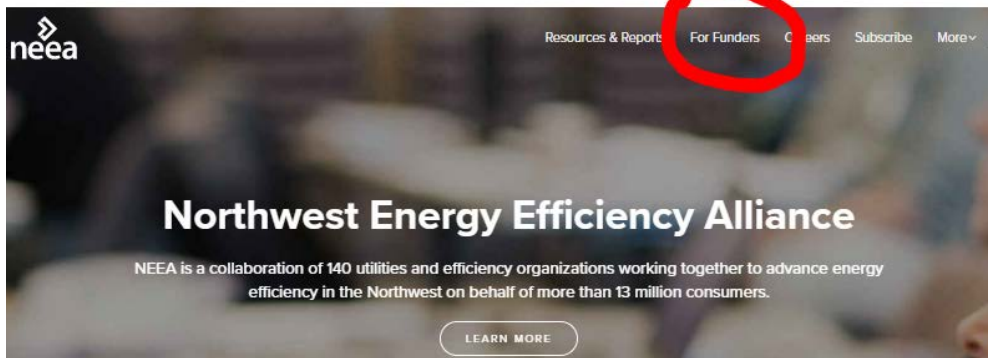 neea
Resources & Reports For Funders Careers Subscribe More
Northwest Energy Efficiency Alliance
NEEA is a collaboration of 140 utilities and efficiency organizations working together to advance energy
efficiency in the Northwest on behalf of more than 13 million consumers.
LEARN MORE